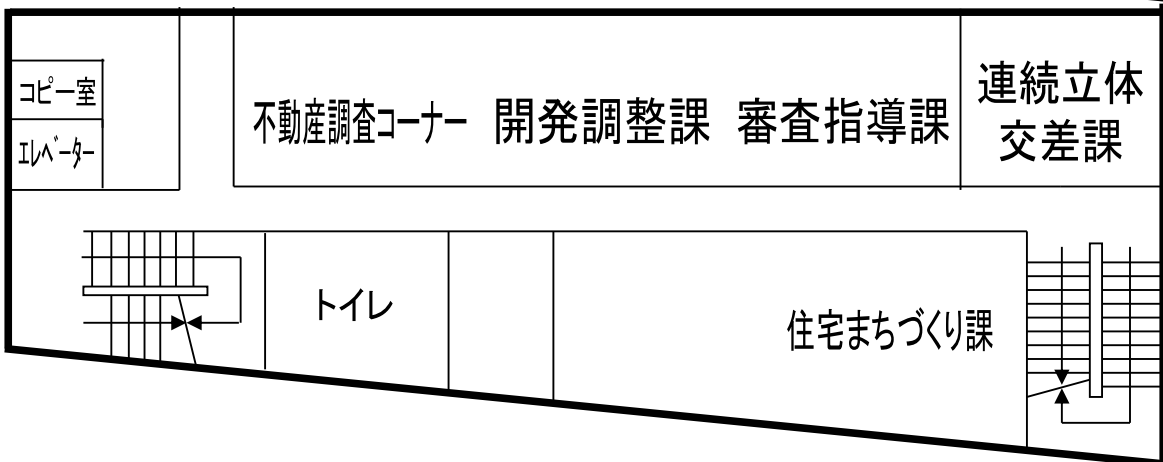 コピー室
エレベーター
不動産調査コーナー 開発調整課 審査指導課
連続立体
交差課
トイレ
住宅まちづくり課